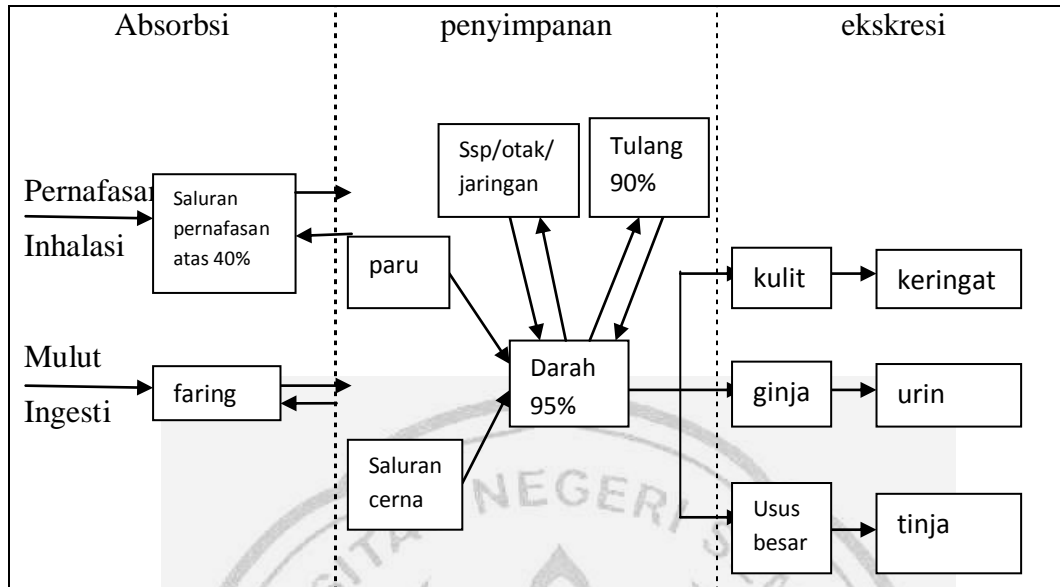 Absorbsi
penyimpanan
ekskresi
Pernafasan
Inhalasi
Saluran
pernafasan
atas 40%
Mulut
Ingesti
faring
paru
Saluran
cerna
Ssp/otak/
jaringan
Tulang
90%
Darah
95%
kulit
keringat
ginja
urin
Usus
besar
tinja
NEGERI